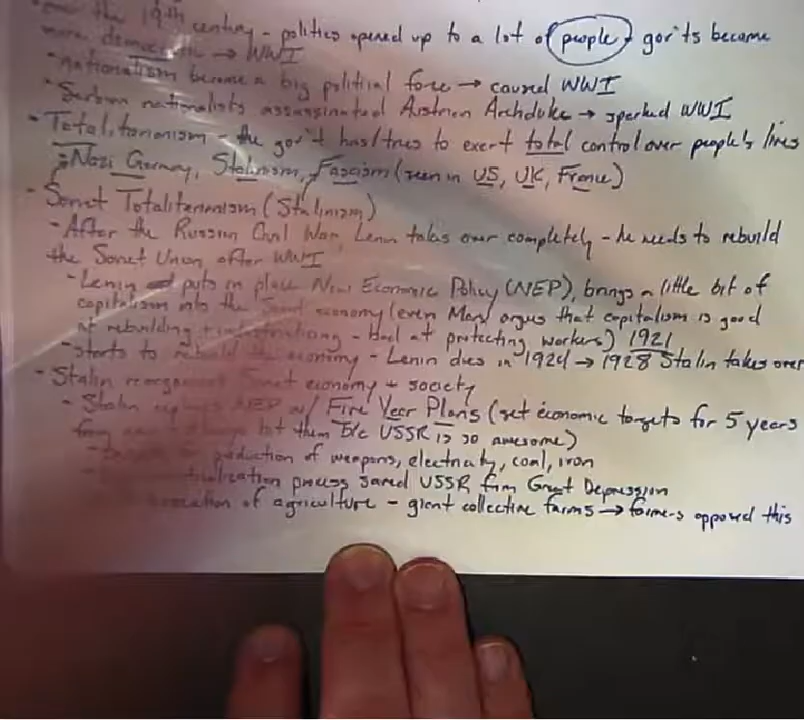 over the 19th century - politics opened up to a lot of people + gov'ts become
more democratic → WWI
- nationalism became a big political force → caused WWI
- Serbian nationalists assassinated Austrian Archduke → sparked WWI
- Totalitarianism - the gov't has/tries to exert total control over people's lives
- Nazi Germany, Stalinism, Fascism (seen in US, UK, France)
- Soviet Totalitarianism (Stalinism)
- After the Russian Civil War, Lenin takes over completely - he needs to rebuild
the Soviet Union after WWI
- Lenin puts in place New Economic Policy (NEP), brings a little bit of
capitalism into the Soviet economy (even Marx argues that capitalism is good
at rebuilding + industrializing - bad at protecting workers) 1921
- starts to rebuild the economy - Lenin dies in 1924 → 1928 Stalin takes over
- Stalin reorganizes Soviet economy + society
- Stalin replaces NEP w/ Five Year Plans (set economic targets for 5 years
hit them b/c USSR is so awesome)
production of weapons, electricity, coal, iron
process saved USSR from Great Depression
of agriculture - giant collective farms → farmers opposed this